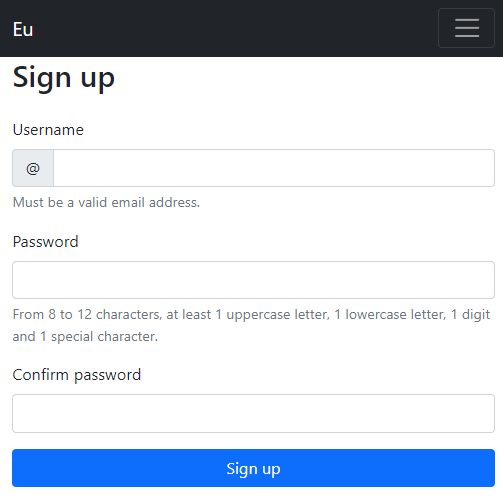 Eu
Sign up
Username
@
Must be a valid email address.
Password
From 8 to 12 characters, at least 1 uppercase letter, 1 lowercase letter, 1 digit
and 1 special character.
Confirm password
Sign up